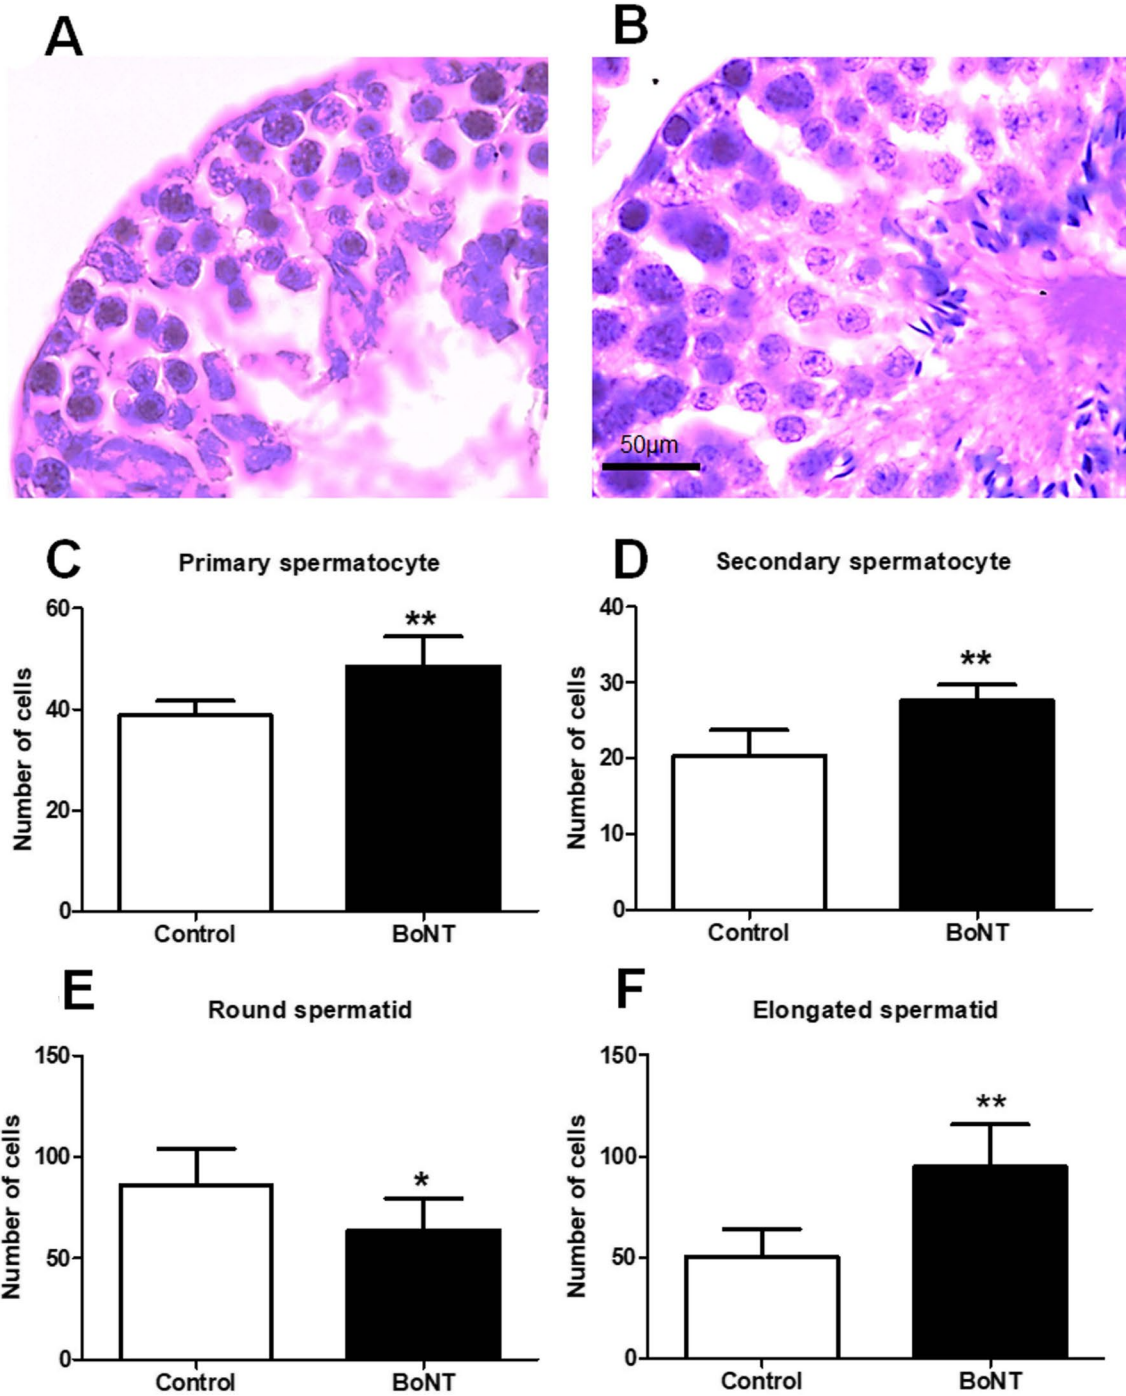 A
B
50µm
C
Primary spermatocyte
60
40
20
0
Number of cells
**
Control
BoNT
D
Secondary spermatocyte
40
30
20
10
0
Number of cells
**
Control
BoNT
E
Round spermatid
150
100
50
0
Number of cells
*
Control
BoNT
F
Elongated spermatid
150
100
50
0
Number of cells
**
Control
BoNT